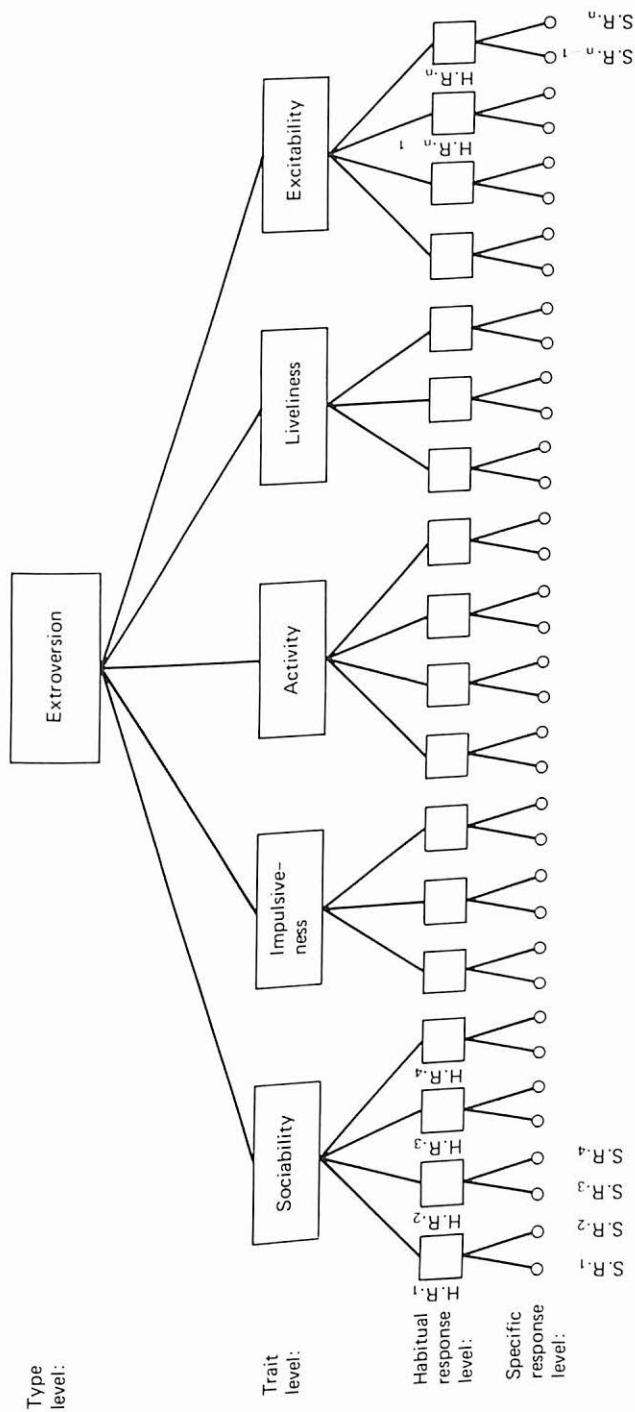 Type
level:
Extroversion
Trait
level:
Sociability
Impulsive-
ness
Activity
Liveliness
Excitability
Habitual
response
level:
H.R.1
H.R.2
H.R.3
H.R.4
H.R.n - 1
H.R.n
Specific
response
level:
S.R.1
S.R.2
S.R.3
S.R.4
S.R.n - 1
S.R.n